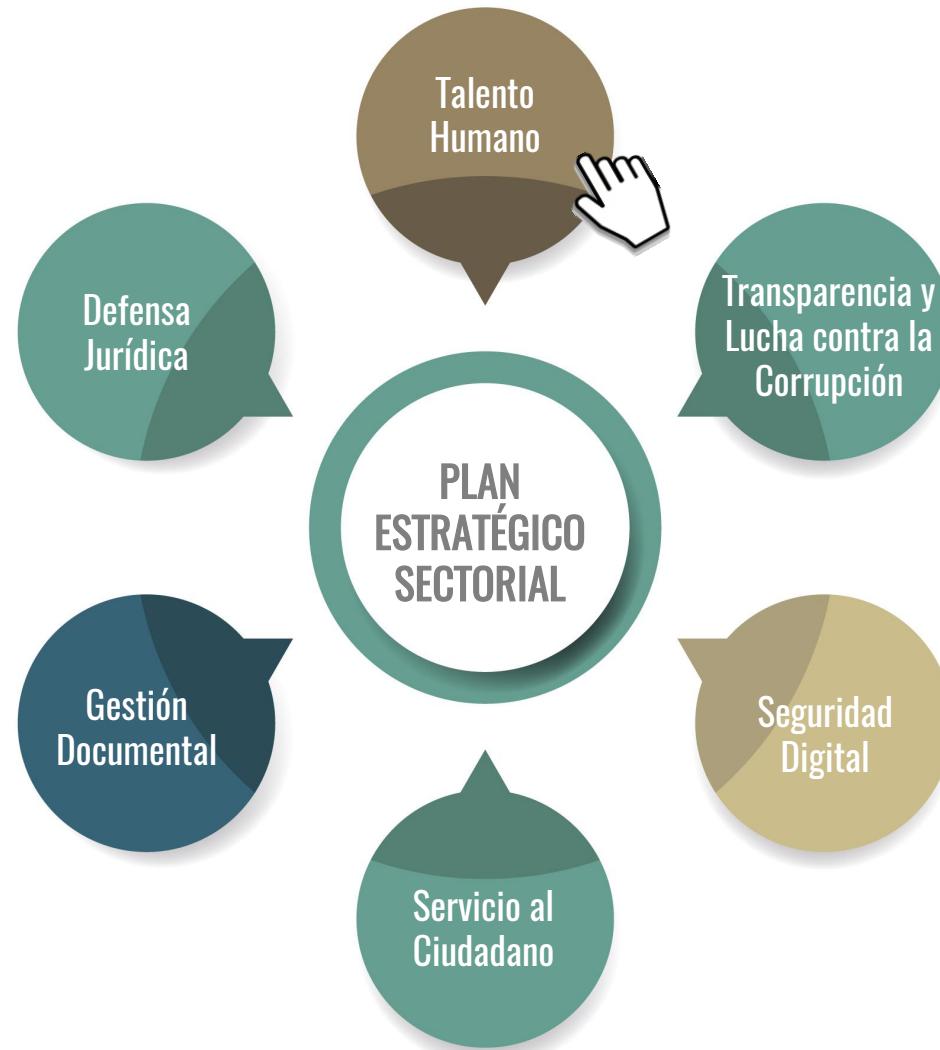 Talento
Humano
Defensa
Jurídica
Transparencia y
Lucha contra la
Corrupción
PLAN
ESTRATÉGICO
SECTORIAL
Gestión
Documental
Seguridad
Digital
Servicio al
Ciudadano